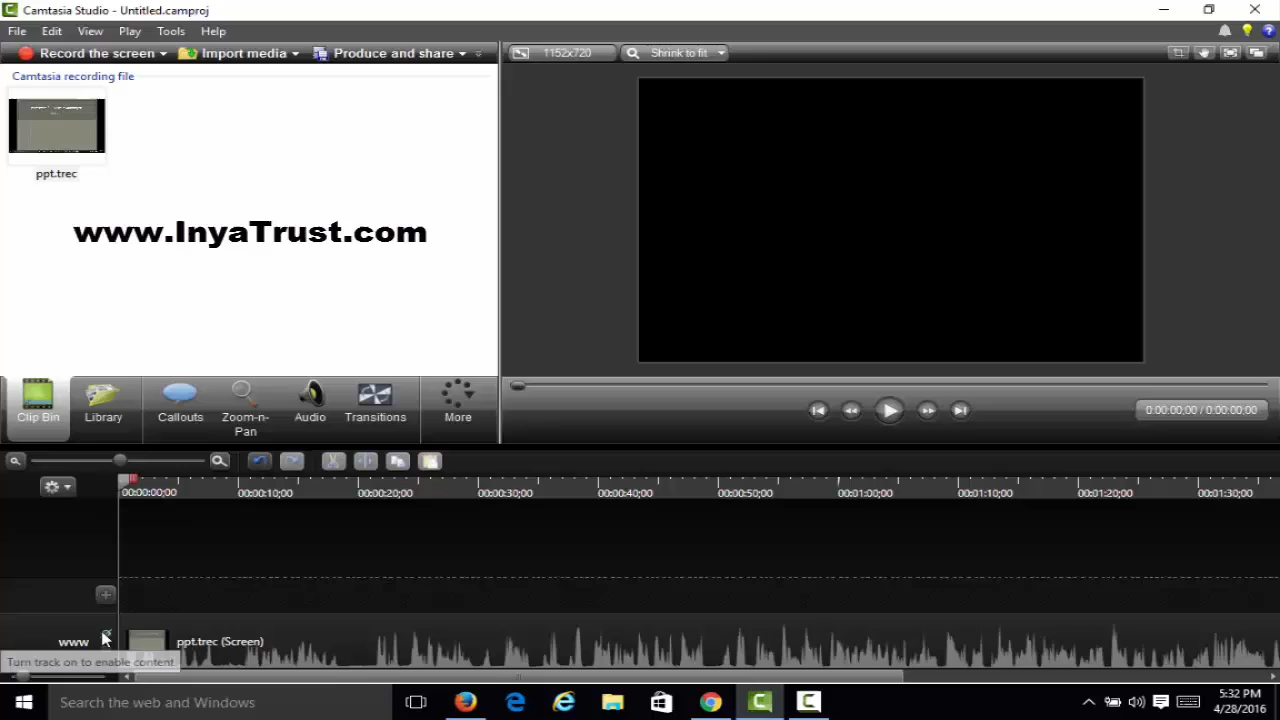 Camtasia Studio - Untitled.camproj
File Edit View Play Tools Help
Record the screen Import media Produce and share
1152x720 Shrink to fit
Camtasia recording file
ppt.trec
www.InyaTrust.com
Clip Bin Library Callouts Zoom-n-Pan Audio Transitions More
0:00:00;00 / 0:00:00;00
00:00:00;00 00:00:10;00 00:00:20;00 00:00:30;00 00:00:40;00 00:00:50;00 00:01:00;00 00:01:10;00 00:01:20;00 00:01:30;00
www ppt.trec (Screen)
Turn track on to enable content.
Search the web and Windows
5:32 PM
4/28/2016